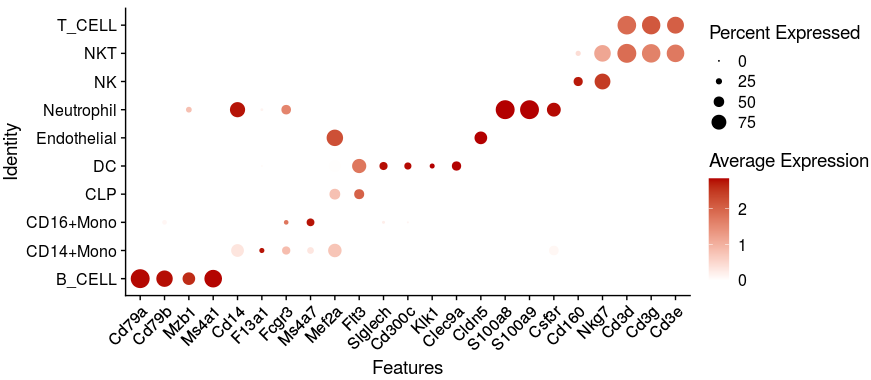 T_CELL
NKT
NK
Neutrophil
Endothelial
DC
CLP
CD16+Mono
CD14+Mono
B_CELL
Identity
Cd79a
Cd79b
Mzb1
Ms4a1
Cd14
F13a1
Fcgr3
Ms4a7
Mef2a
Flt3
Siglech
Cd300c
Klk1
Clec9a
Cldn5
S100a8
S100a9
Csf3r
Cd160
Nkg7
Cd3d
Cd3g
Cd3e
Features
Percent Expressed
0
25
50
75
Average Expression
2
1
0